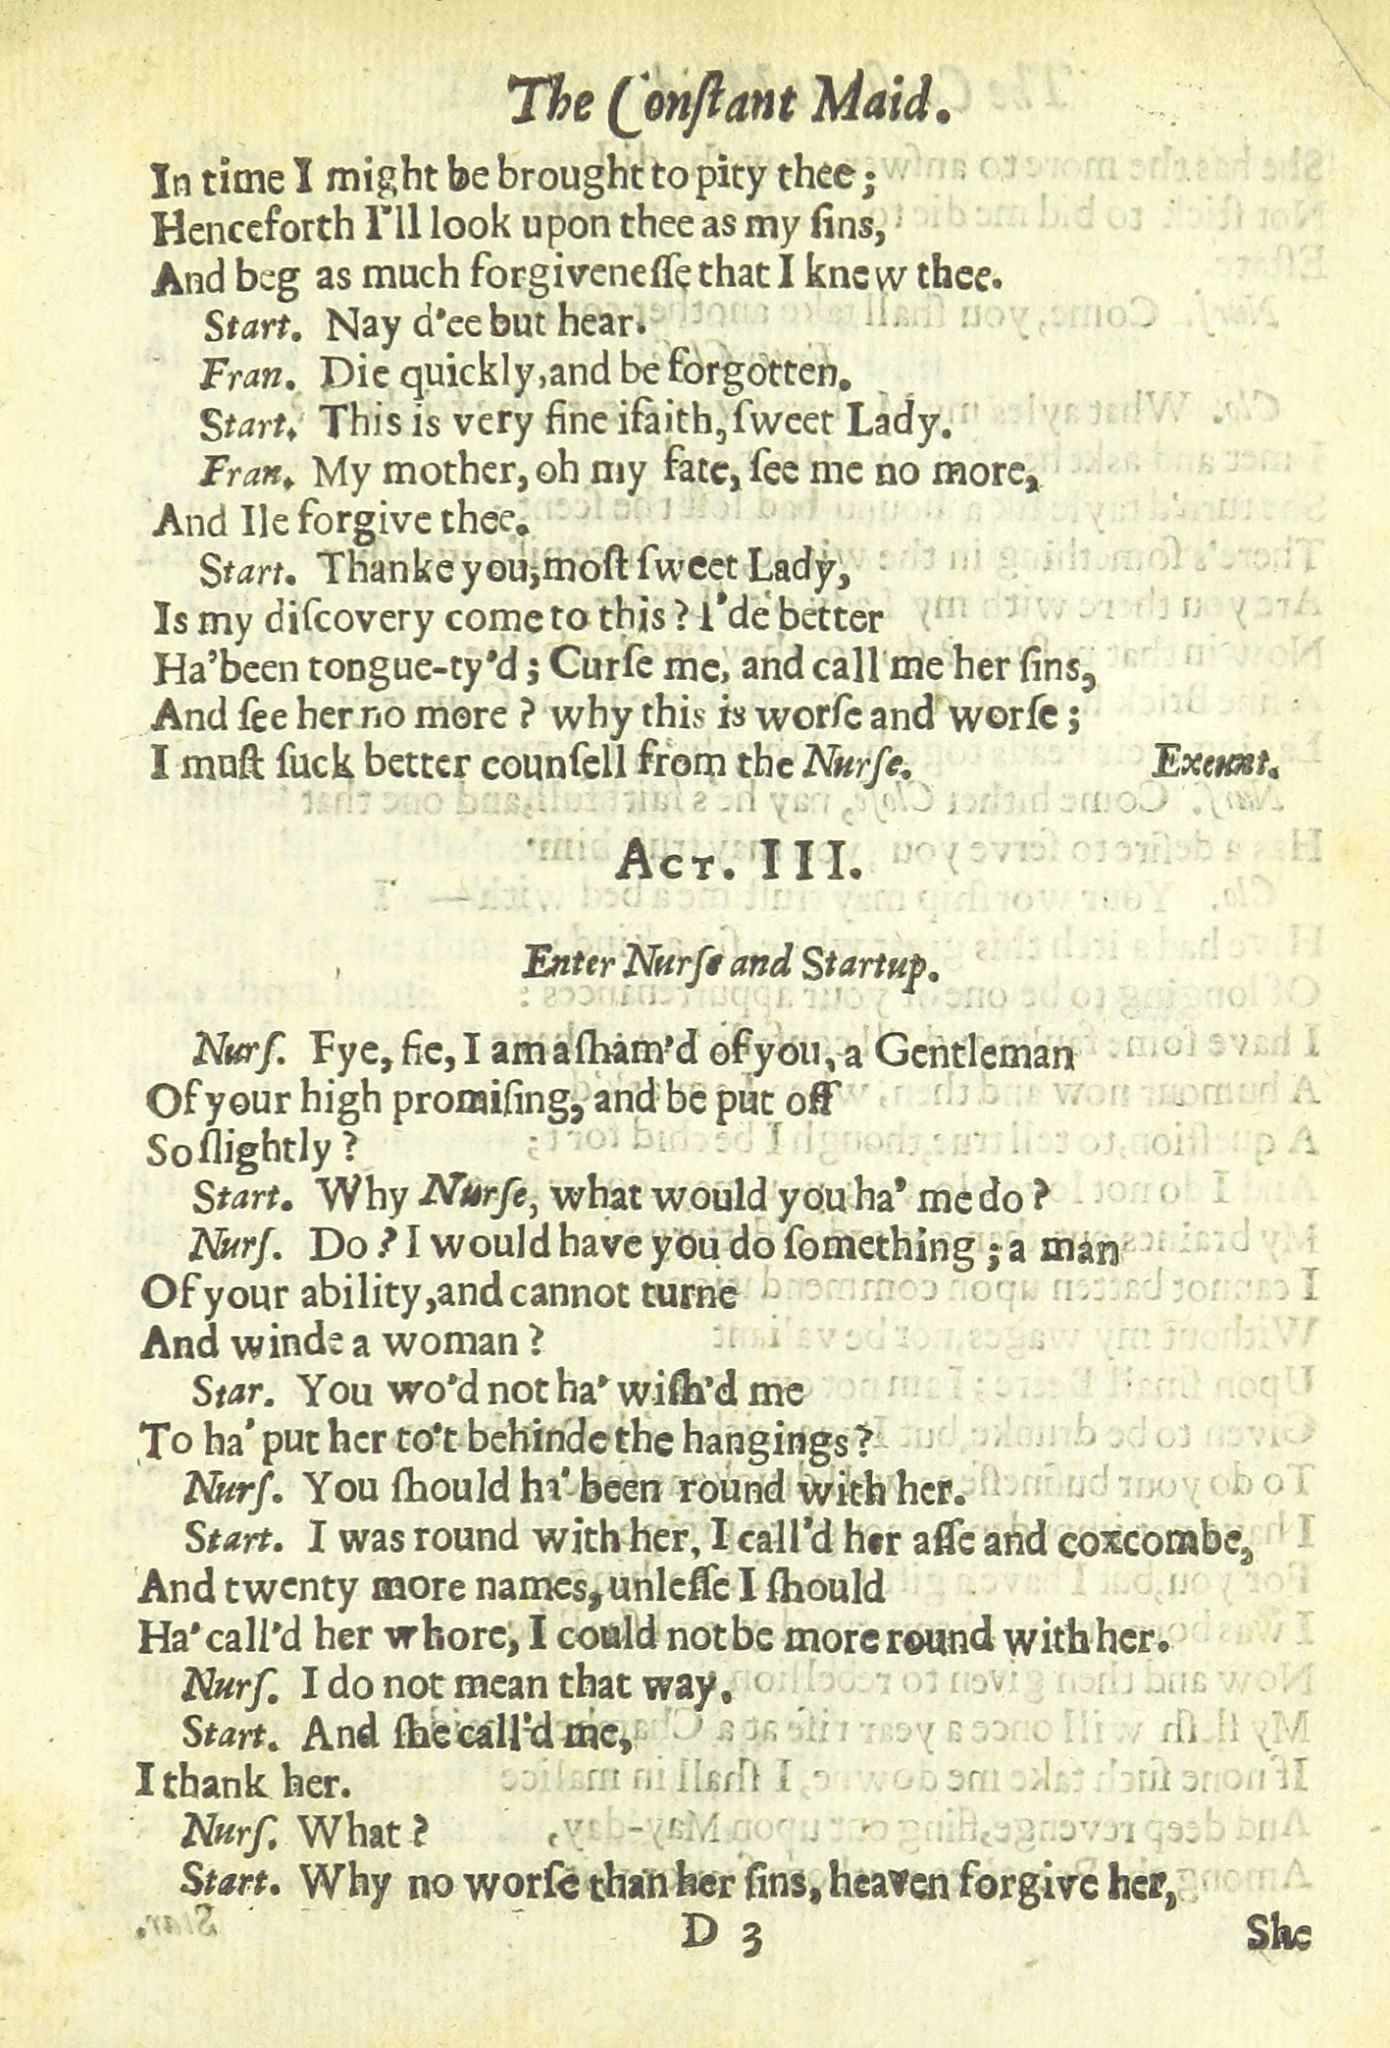 The Conſtant Maid.
In time I might be brought to pity thee;
Henceforth I'll look upon thee as my ſins,
And beg as much forgiveneſſe that I knew thee.
Start. Nay d'ee but hear.
Fran. Die quickly, and be forgotten.
Start. This is very fine ifaith, ſweet Lady.
Fran. My mother, oh my fate, ſee me no more,
And Ile forgive thee.
Start. Thanke you, moſt ſweet Lady,
Is my diſcovery come to this? I'de better
Ha'been tongue-ty'd; Curſe me, and call me her ſins,
And ſee her no more? why this is worſe and worſe;
I muſt ſuck better counſell from the Nurſe. Exeunt.
ACT. III.
Enter Nurſe and Startup.
Nurſ. Fye, fie, I am aſham'd of you, a Gentleman
Of your high promiſing, and be put off
So ſlightly?
Start. Why Nurſe, what would you ha' me do?
Nurſ. Do? I would have you do ſomething; a man
Of your ability, and cannot turne
And winde a woman?
Star. You wo'd not ha' wiſh'd me
To ha' put her to't behinde the hangings?
Nurſ. You ſhould ha' been round with her.
Start. I was round with her, I call'd her aſſe and coxcombe,
And twenty more names, unleſſe I ſhould
Ha' call'd her whore, I could not be more round with her.
Nurſ. I do not mean that way.
Start. And ſhe call'd me,
I thank her.
Nurſ. What?
Start. Why no worſe than her ſins, heaven forgive her,
D 3 She